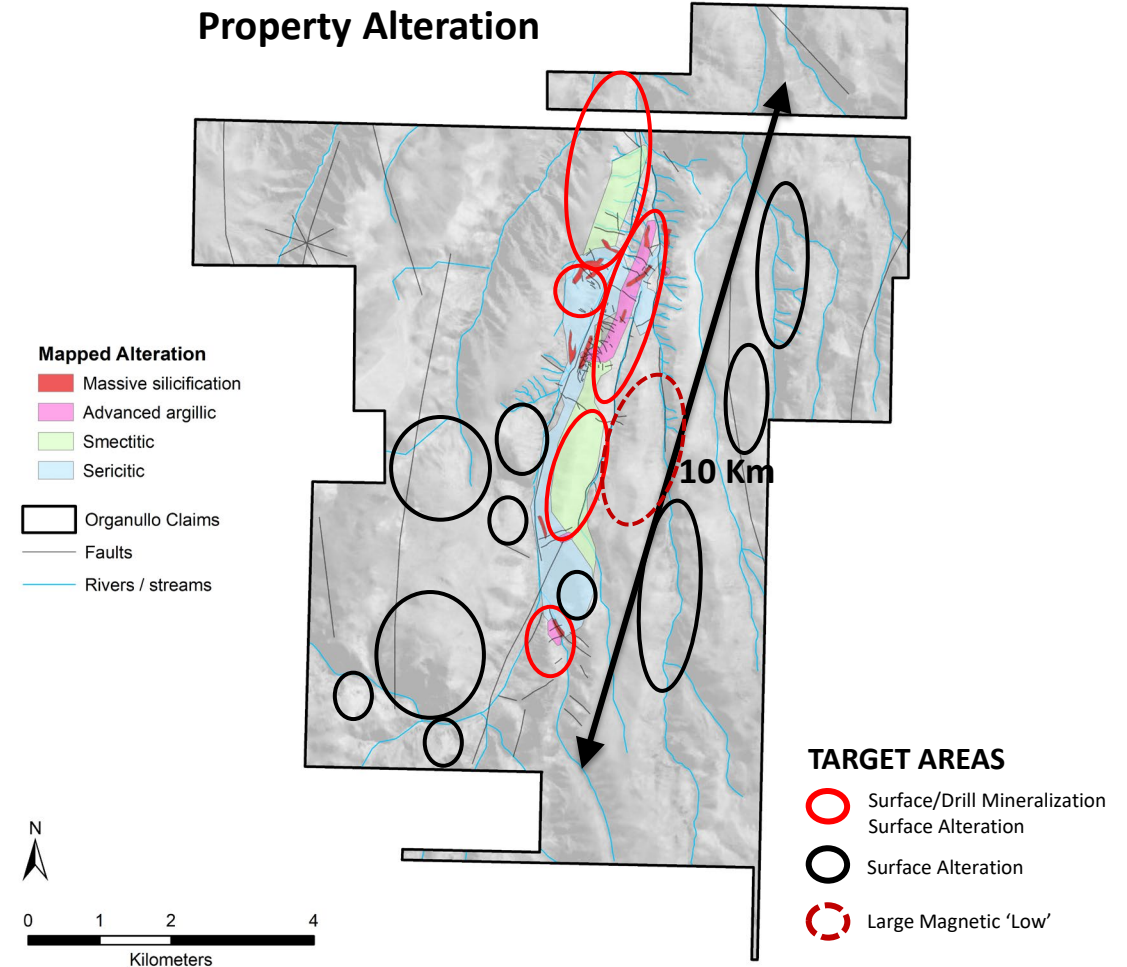 Property Alteration
10 Km
Mapped Alteration
Massive silicification
Advanced argillic
Smectitic
Sericitic
Organullo Claims
Faults
Rivers / streams
N
0 1 2 4
Kilometers
TARGET AREAS
Surface/Drill Mineralization
Surface Alteration
Surface Alteration
Large Magnetic ‘Low’